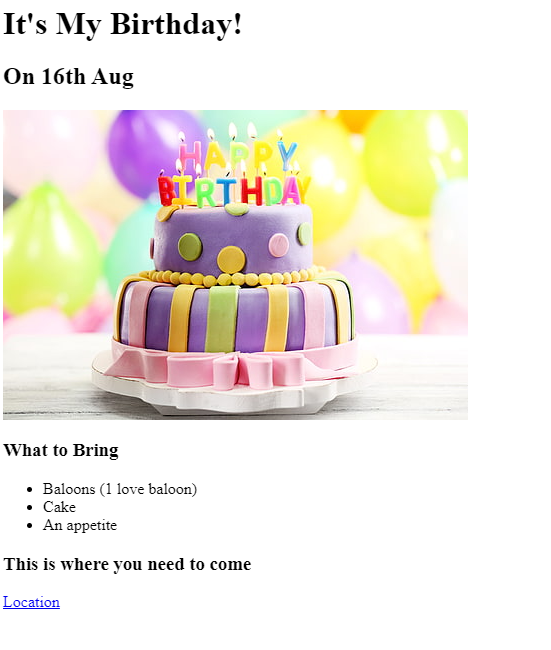 It's My Birthday!
On 16th Aug
HAPPY
BIRTHDAY
What to Bring
Baloons (1 love baloon)
Cake
An appetite
This is where you need to come
Location